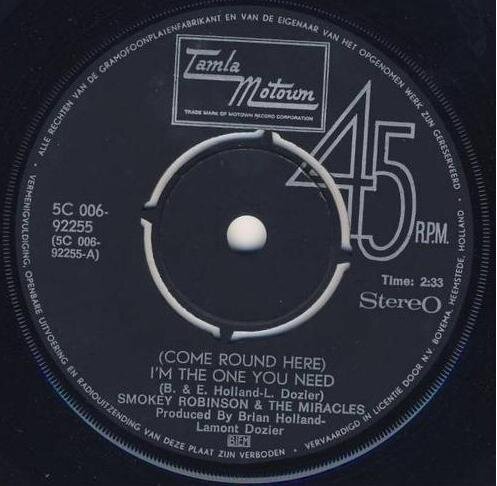 ALLE RECHTEN VAN DE GRAMOFOONPLATENFABRIKANT EN VAN DE EIGENAAR VAN HET OPGENOMEN WERK ZIJN GERESERVEERD
Tamla
Motown
TRADE MARK OF MOTOWN RECORD CORPORATION
45
R.P.M.
5C 006-
92255
(5C 006-
92255-A)
Time: 2:33
Stereo
(COME ROUND HERE)
I'M THE ONE YOU NEED
(B. & E. Holland-L. Dozier)
SMOKEY ROBINSON & THE MIRACLES
Produced By Brian Holland-
Lamont Dozier
BIEM
VERMENIGVULDIGING, OPENBARE UITVOERING EN RADIOUITZENDING VAN DEZE PLAAT ZIJN VERBODEN • VERVAARDIGD IN LICENTIE DOOR N.V. BOVEMA, HEEMSTEDE, HOLLAND •